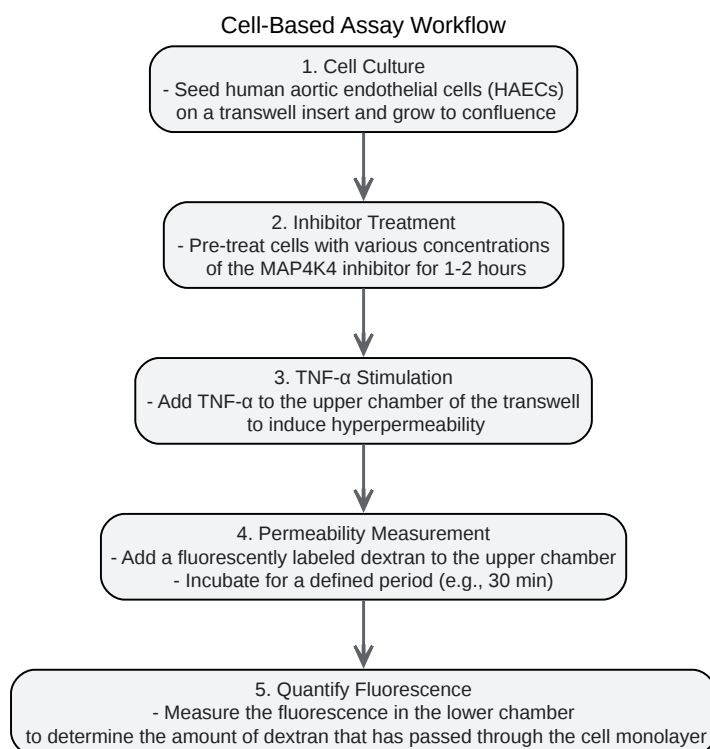 Cell-Based Assay Workflow
1. Cell Culture
- Seed human aortic endothelial cells (HAECs)
on a transwell insert and grow to confluence
2. Inhibitor Treatment
- Pre-treat cells with various concentrations
of the MAP4K4 inhibitor for 1-2 hours
3. TNF-α Stimulation
- Add TNF-α to the upper chamber of the transwell
to induce hyperpermeability
4. Permeability Measurement
- Add a fluorescently labeled dextran to the upper chamber
- Incubate for a defined period (e.g., 30 min)
5. Quantify Fluorescence
- Measure the fluorescence in the lower chamber
to determine the amount of dextran that has passed through the cell monolayer